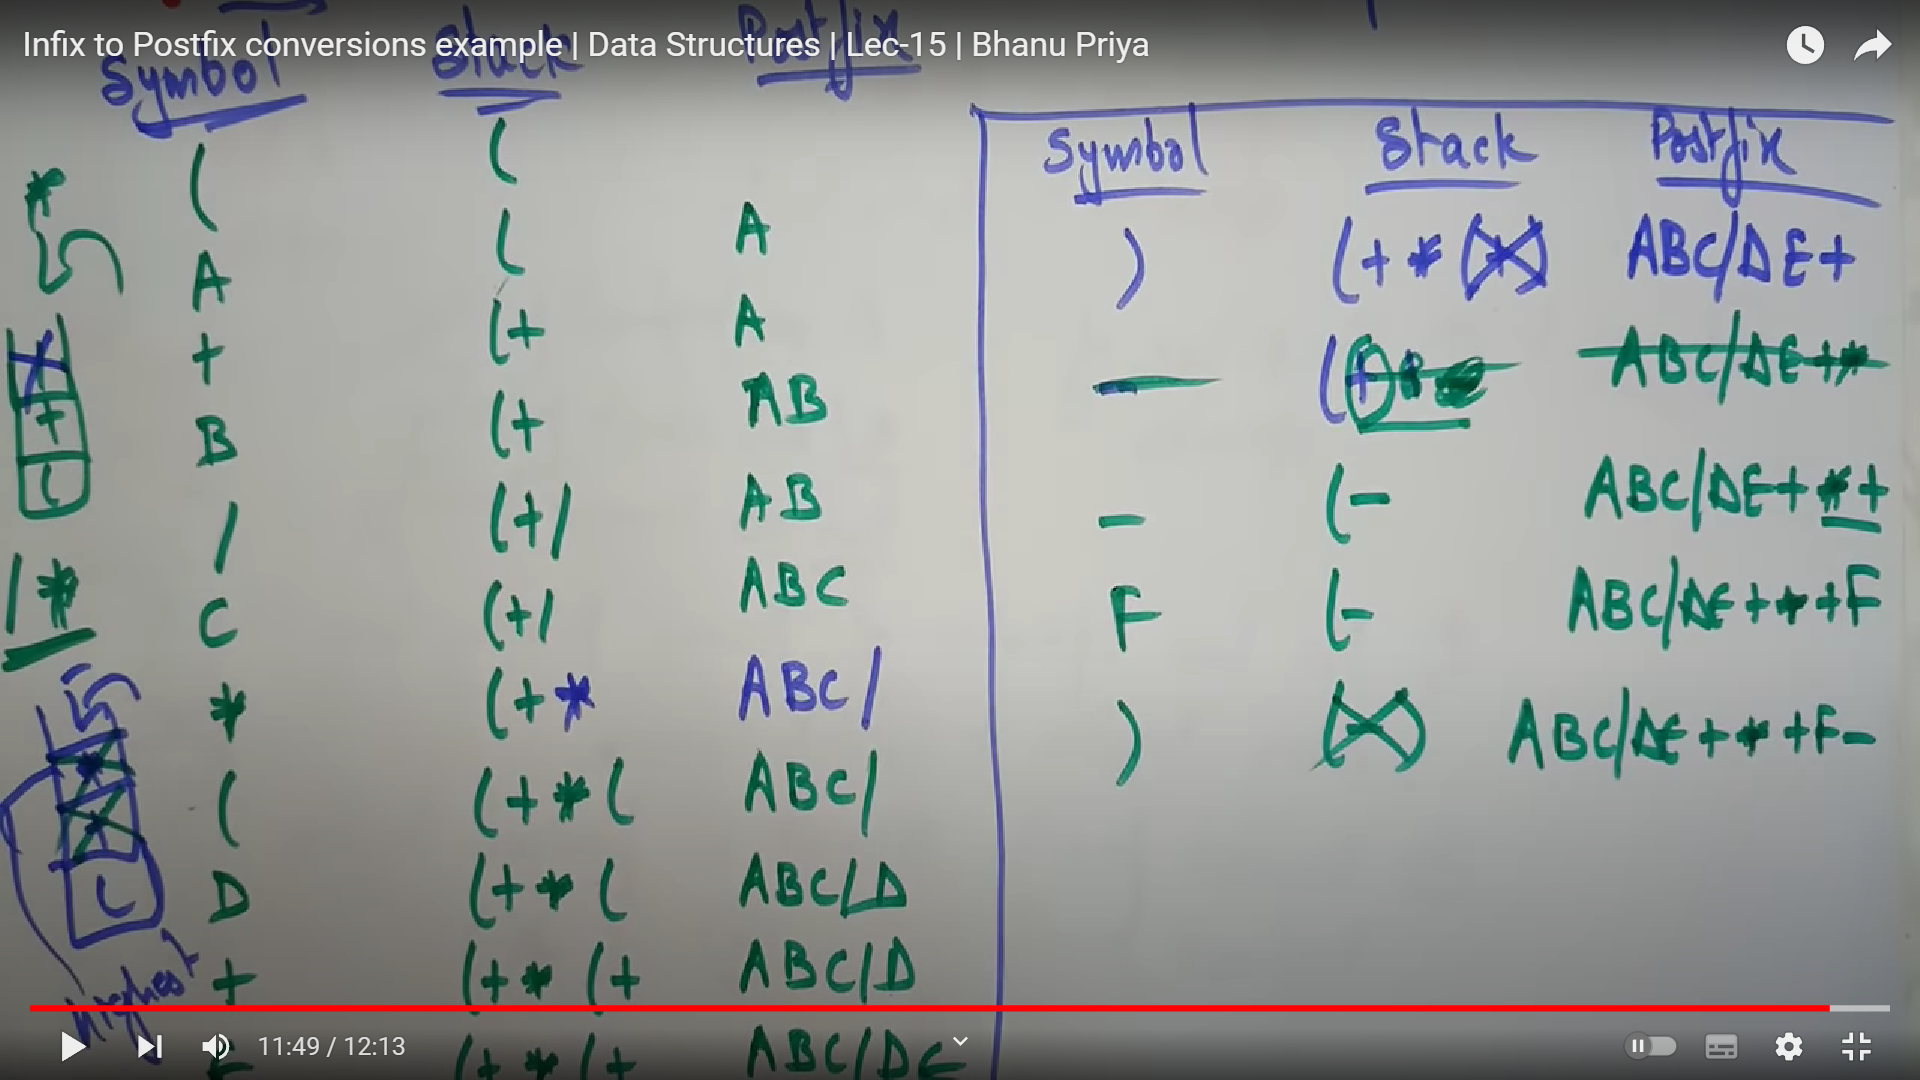 Infix to Postfix conversions example | Data Structures | Lec-15 | Bhanu Priya
Symbol Stack Postfix
( (
A ( A
+ (+ A
B (+ AB
/ (+/ AB
C (+/ ABC
* (+* ABC/
( (+*( ABC/
D (+*( ABC/D
+ (+*(+ ABC/D
E (+*(+ ABC/DE
*
+
(
/*
(
highest
Symbol Stack Postfix
) (+*(+) ABC/DE+
- (+* ABC/DE+*
- (- ABC/DE+*+
F (- ABC/DE+*+F
) (-) ABC/DE+*+F-
11:49 / 12:13